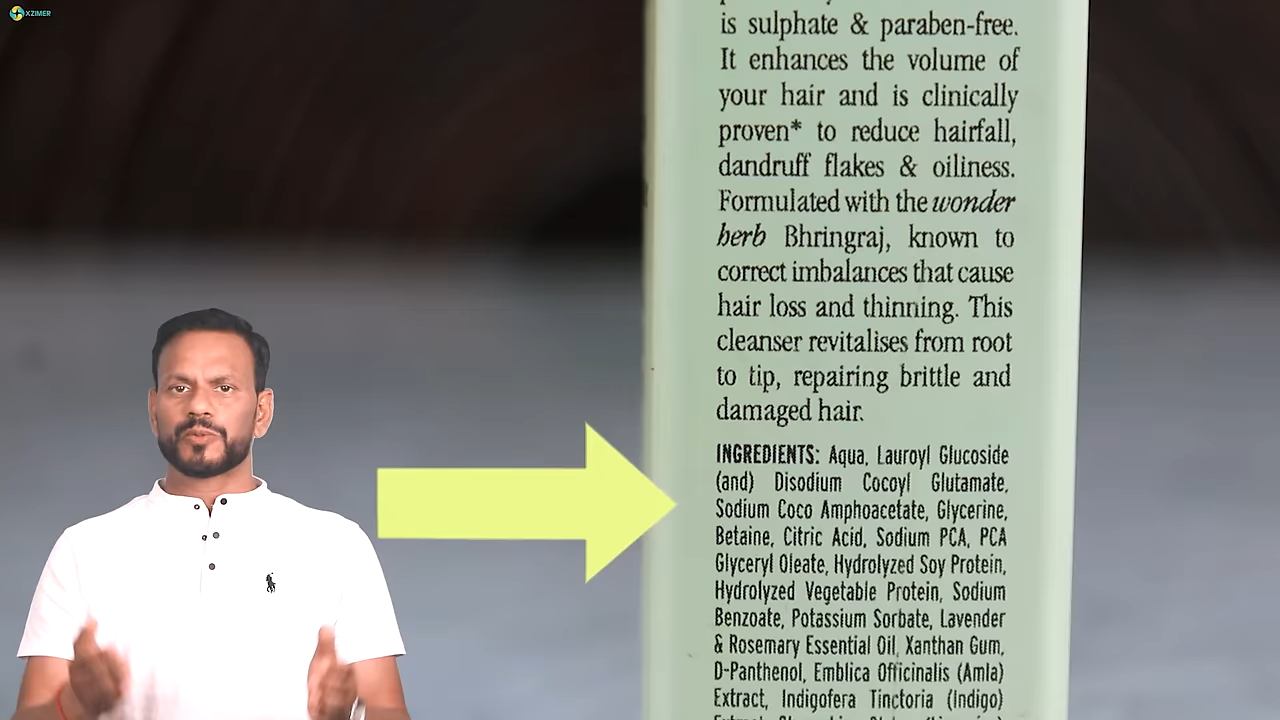 XZIMER
is sulphate & paraben-free.
It enhances the volume of
your hair and is clinically
proven* to reduce hairfall,
dandruff flakes & oiliness.
Formulated with the wonder
herb Bhringraj, known to
correct imbalances that cause
hair loss and thinning. This
cleanser revitalises from root
to tip, repairing brittle and
damaged hair.
INGREDIENTS: Aqua, Lauroyl Glucoside
(and) Disodium Cocoyl Glutamate,
Sodium Coco Amphoacetate, Glycerine,
Betaine, Citric Acid, Sodium PCA, PCA
Glyceryl Oleate, Hydrolyzed Soy Protein,
Hydrolyzed Vegetable Protein, Sodium
Benzoate, Potassium Sorbate, Lavender
& Rosemary Essential Oil, Xanthan Gum,
D-Panthenol, Emblica Officinalis (Amla)
Extract, Indigofera Tinctoria (Indigo)